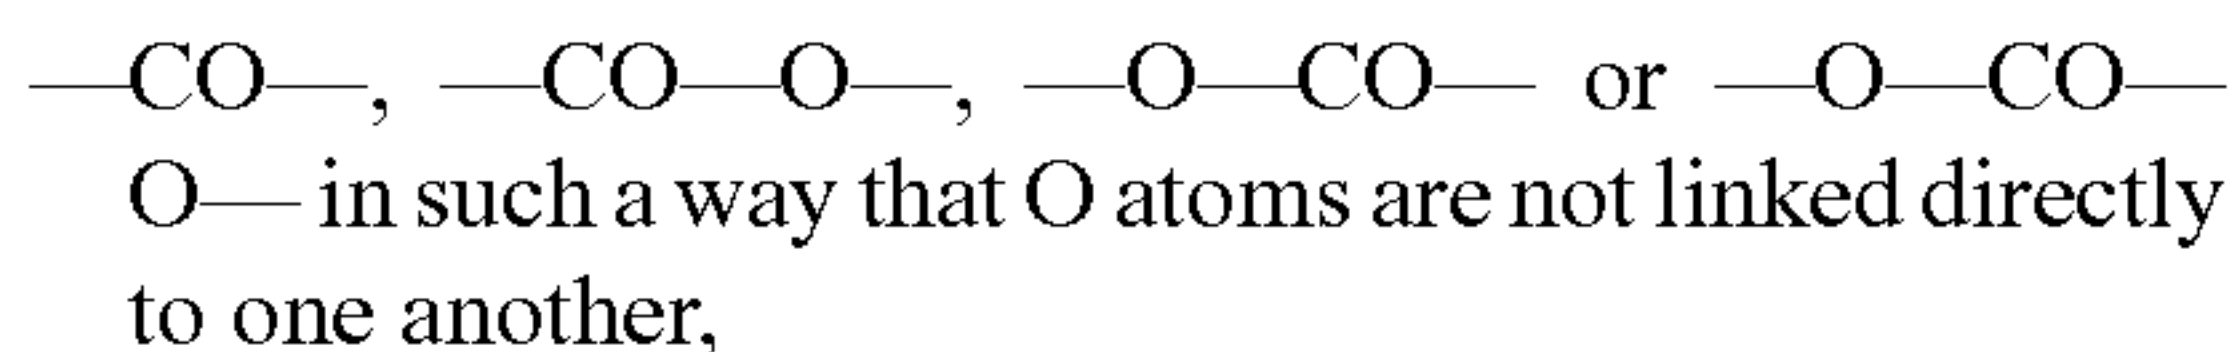 —CO—, —CO—O—, —O—CO— or —O—CO—
O— in such a way that O atoms are not linked directly
to one another,